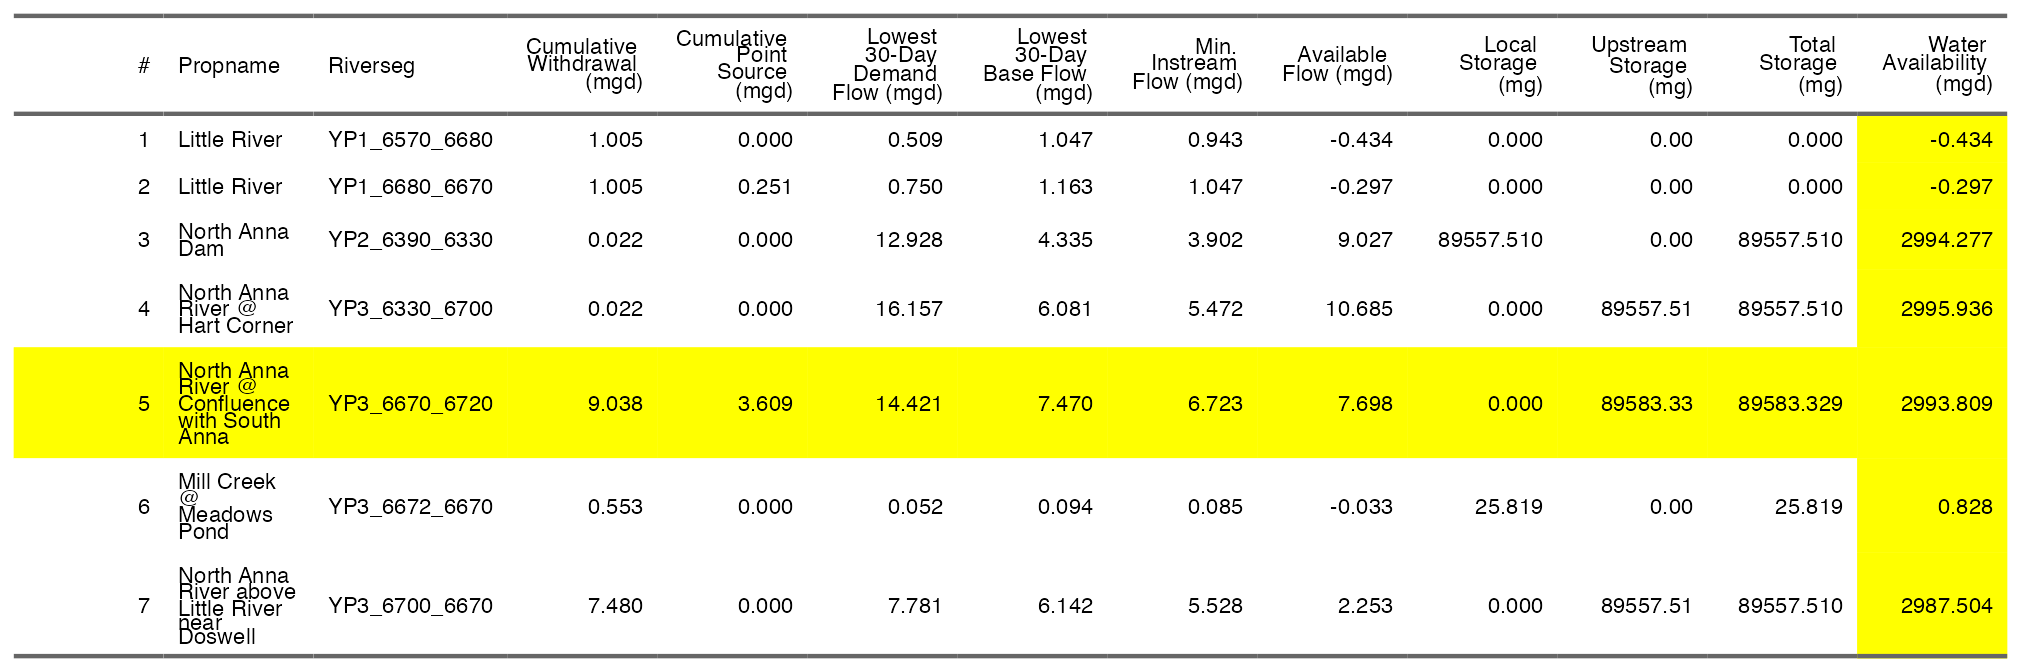 # Propname Riverseg Cumulative Withdrawal (mgd) Cumulative Point Source (mgd) Lowest 30-Day Demand Flow (mgd) Lowest 30-Day Base Flow (mgd) Min. Instream Flow (mgd) Available Flow (mgd) Local Storage (mg) Upstream Storage (mg) Total Storage (mg) Water Availability (mgd)
1 Little River YP1_6570_6680 1.005 0.000 0.509 1.047 0.943 -0.434 0.000 0.00 0.000 -0.434
2 Little River YP1_6680_6670 1.005 0.251 0.750 1.163 1.047 -0.297 0.000 0.00 0.000 -0.297
3 North Anna Dam YP2_6390_6330 0.022 0.000 12.928 4.335 3.902 9.027 89557.510 0.00 89557.510 2994.277
4 North Anna River @ Hart Corner YP3_6330_6700 0.022 0.000 16.157 6.081 5.472 10.685 0.000 89557.51 89557.510 2995.936
5 North Anna River @ Confluence with South Anna YP3_6670_6720 9.038 3.609 14.421 7.470 6.723 7.698 0.000 89583.33 89583.329 2993.809
6 Mill Creek @ Meadows Pond YP3_6672_6670 0.553 0.000 0.052 0.094 0.085 -0.033 25.819 0.00 25.819 0.828
7 North Anna River above Little River near Doswell YP3_6700_6670 7.480 0.000 7.781 6.142 5.528 2.253 0.000 89557.51 89557.510 2987.504